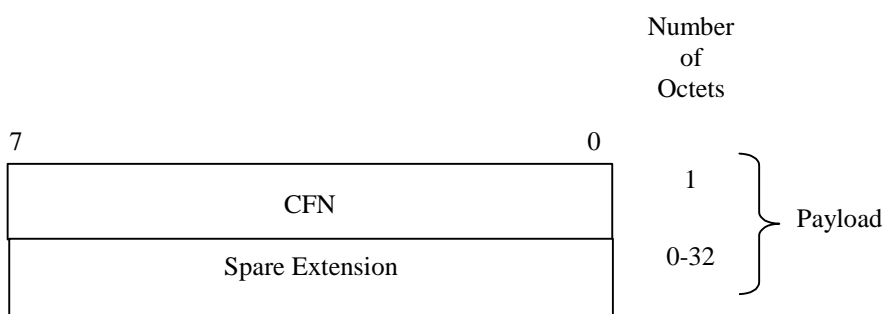 Number
of
Octets
7 0
CFN 1
Payload
Spare Extension 0-32